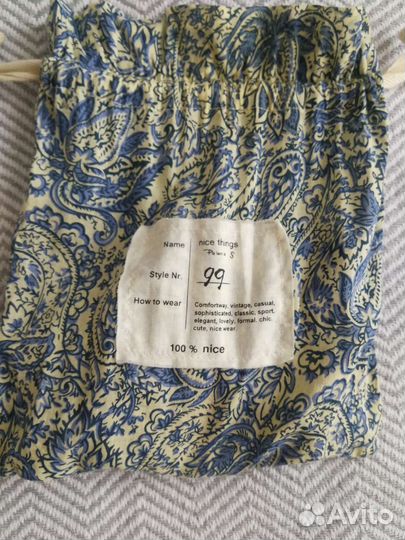 Name nice things
Paloma S
Style Nr. 99
How to wear Comfortway, vintage, casual,
sophisticated, classic, sport,
elegant, lovely, formal, chic
cute, nice wear.
100 % nice
Avito